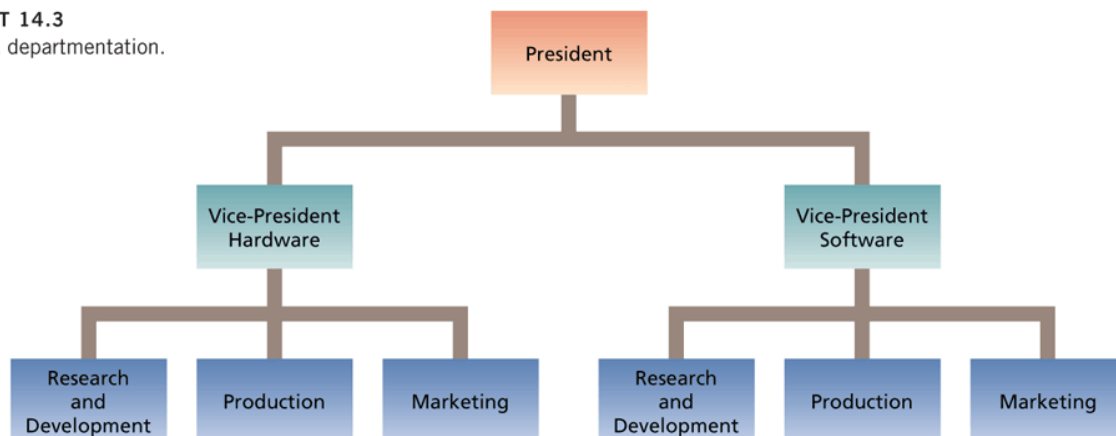 T 14.3
departmentation.
President
Vice-President
Hardware
Vice-President
Software
Research
and
Development
Production
Marketing
Research
and
Development
Production
Marketing